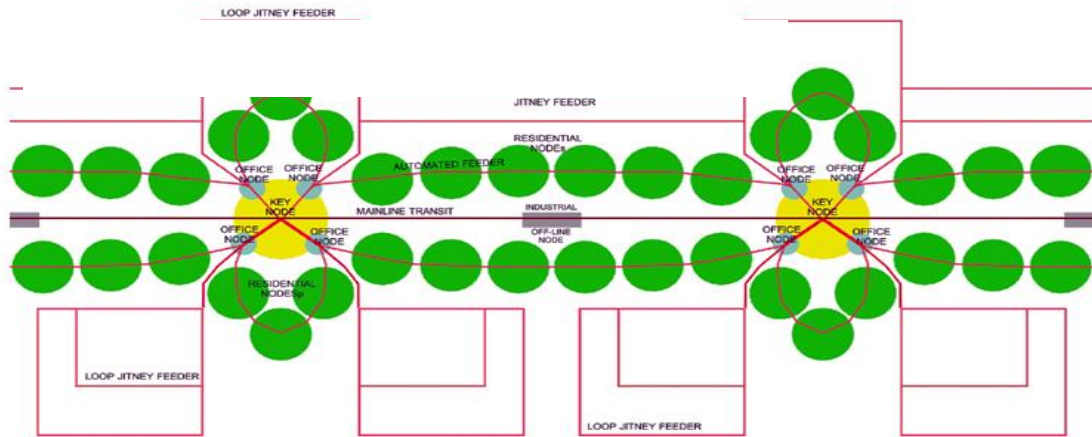 LOOP JITNEY FEEDER
JITNEY FEEDER
RESIDENTIAL
NODEs
AUTOMATED FEEDER
OFFICE
NODE
OFFICE
NODE
OFFICE
NODE
OFFICE
NODE
KEY
NODE
MAINLINE TRANSIT
INDUSTRIAL
OFF-LINE
NODE
KEY
NODE
OFFICE
NODE
OFFICE
NODE
OFFICE
NODE
OFFICE
NODE
RESIDENTIAL
NODESp
LOOP JITNEY FEEDER
LOOP JITNEY FEEDER